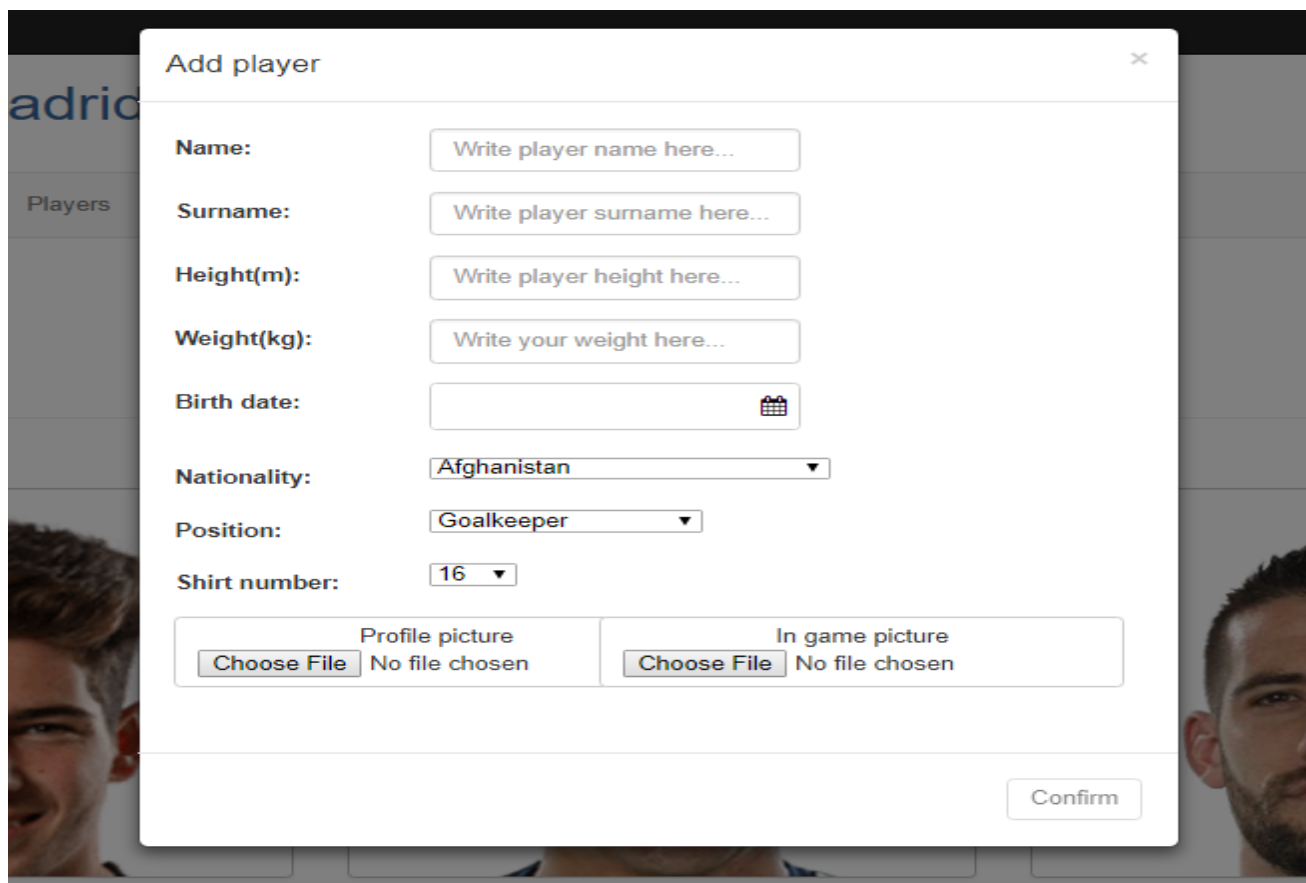 Add player ×
adrid
Name: Write player name here...
Players
Surname: Write player surname here...
Height(m): Write player height here...
Weight(kg): Write your weight here...
Birth date:
Nationality: Afghanistan
Position: Goalkeeper
Shirt number: 16
Profile picture In game picture
Choose File No file chosen Choose File No file chosen
Confirm